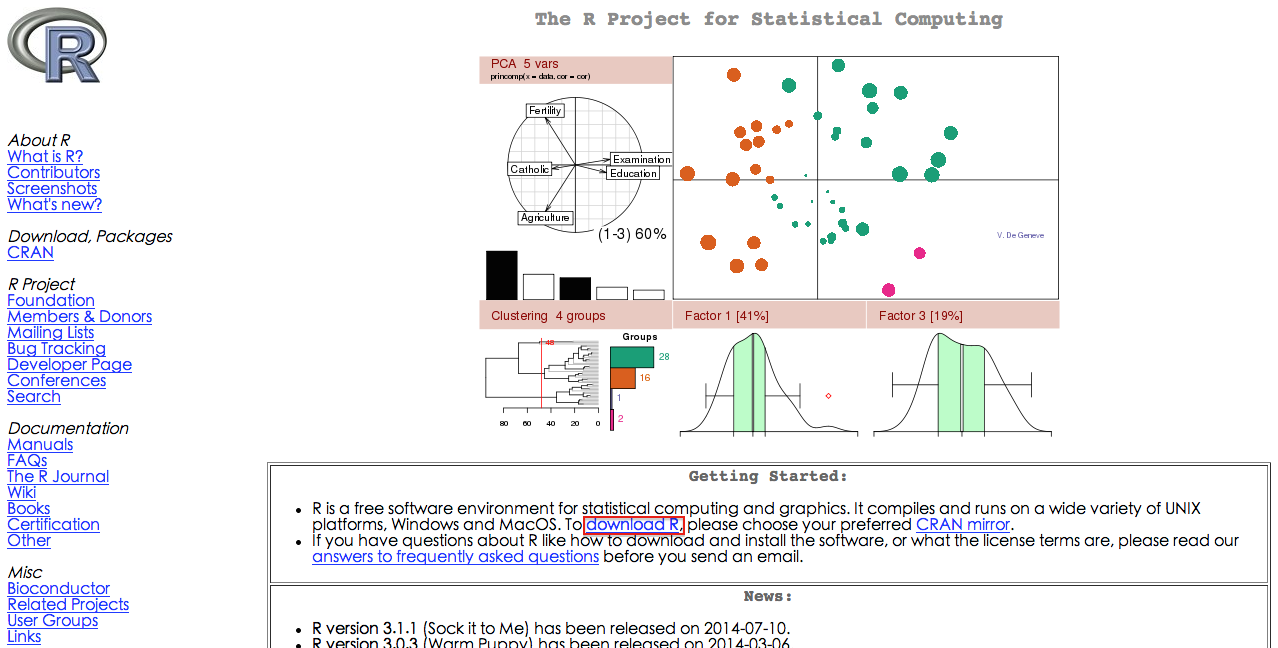 R
The R Project for Statistical Computing
About R
What is R?
Contributors
Screenshots
What's new?
Download, Packages
CRAN
R Project
Foundation
Members & Donors
Mailing Lists
Bug Tracking
Developer Page
Conferences
Search
Documentation
Manuals
FAQs
The R Journal
Wiki
Books
Certification
Other
Misc
Bioconductor
Related Projects
User Groups
Links
PCA 5 vars
princomp(x = data, cor = cor)
Fertility
Examination
Catholic
Education
Agriculture
(1-3) 60%
V. De Geneve
Clustering 4 groups
Factor 1 [41%]
Factor 3 [19%]
Groups
48
28
16
1
2
80 60 40 20 0
Getting Started:
• R is a free software environment for statistical computing and graphics. It compiles and runs on a wide variety of UNIX
platforms, Windows and MacOS. To download R, please choose your preferred CRAN mirror.
• If you have questions about R like how to download and install the software, or what the license terms are, please read our
answers to frequently asked questions before you send an email.
News:
• R version 3.1.1 (Sock it to Me) has been released on 2014-07-10.
• R version 3.0.3 (Warm Puppy) has been released on 2014-03-06.